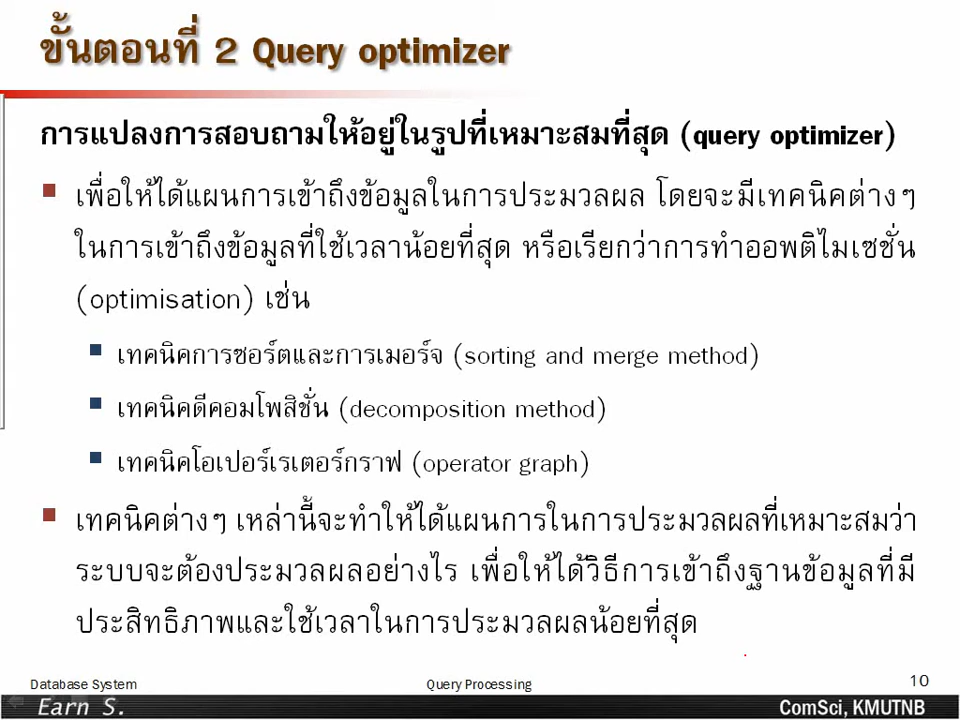 ขั้นตอนที่ 2 Query optimizer
การแปลงการสอบถามให้อยู่ในรูปที่เหมาะสมที่สุด (query optimizer)
เพื่อให้ได้แผนการเข้าถึงข้อมูลในการประมวลผล โดยจะมีเทคนิคต่างๆ
ในการเข้าถึงข้อมูลที่ใช้เวลาน้อยที่สุด หรือเรียกว่าการทำออพติไมเซชั่น
(optimisation) เช่น
เทคนิคการซอร์ตและการเมอร์จ (sorting and merge method)
เทคนิคดีคอมโพสิชั่น (decomposition method)
เทคนิคโอเปอร์เรเตอร์กราฟ (operator graph)
เทคนิคต่างๆ เหล่านี้จะทำให้ได้แผนการในการประมวลผลที่เหมาะสมว่า
ระบบจะต้องประมวลผลอย่างไร เพื่อให้ได้วิธีการเข้าถึงฐานข้อมูลที่มี
ประสิทธิภาพและใช้เวลาในการประมวลผลน้อยที่สุด
Database System Query Processing 10
Earn S. ComSci, KMUTNB